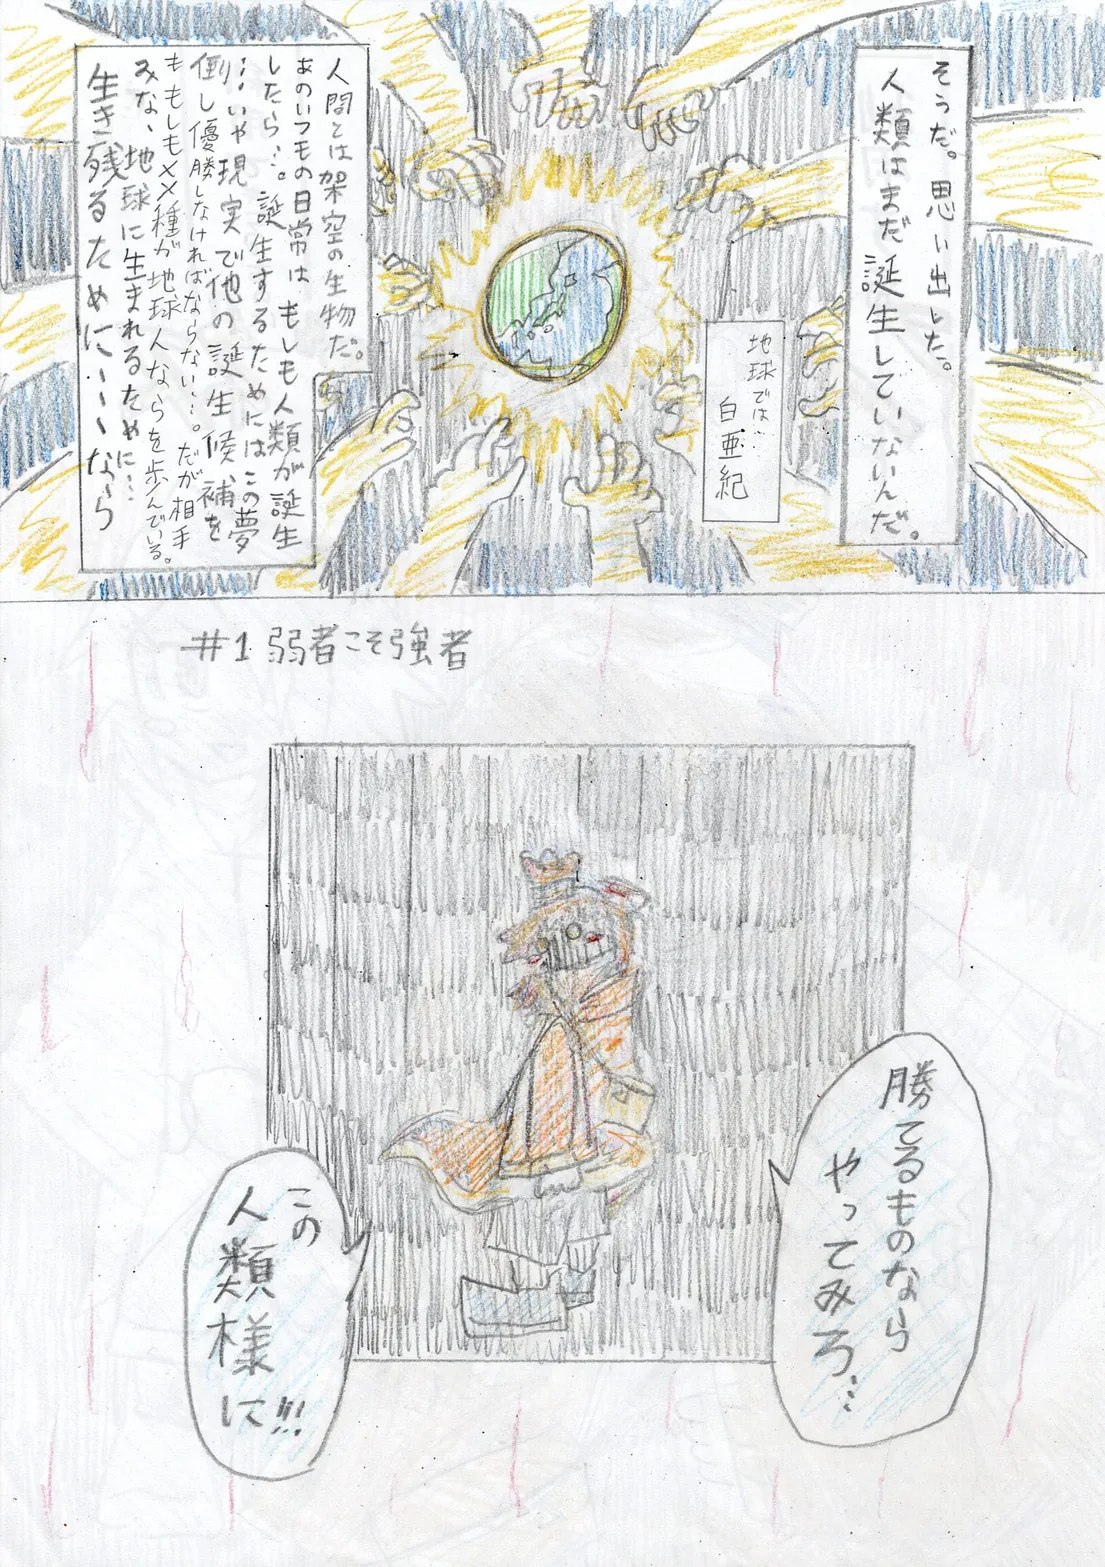 そうだ。思い出した。
人類はまだ誕生していないんだ。
地球では…
白亜紀
人間とは架空の生物だ。
あのいつもの日常は もしも人類が誕生
したら…。誕生するためにはこの夢
…いや現実で他の誕生候補を
倒し優勝しなければならない…。だが相手
ももしも××種が地球人ならを歩んでいる。
みな、地球に生まれるために…
生き残るために〜〜〜なら
#1 弱者こそ強者
勝てるものなら
やってみろ…
この
人類様に!!!